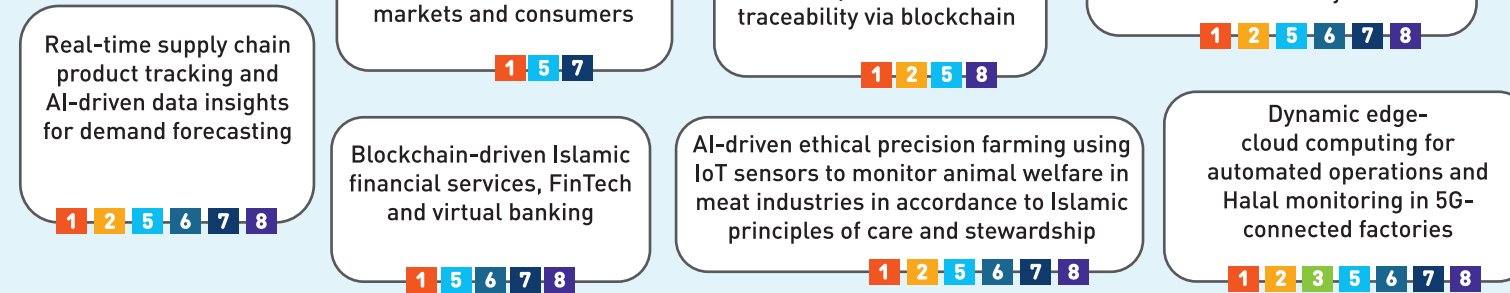 markets and consumers
1 5 7
traceability via blockchain
1 2 5 8
1 2 5 6 7 8
Real-time supply chain
product tracking and
AI-driven data insights
for demand forecasting
1 2 5 6 7 8
Blockchain-driven Islamic
financial services, FinTech
and virtual banking
1 5 6 7 8
AI-driven ethical precision farming using
IoT sensors to monitor animal welfare in
meat industries in accordance to Islamic
principles of care and stewardship
1 2 5 6 7 8
Dynamic edge-
cloud computing for
automated operations and
Halal monitoring in 5G-
connected factories
1 2 3 5 6 7 8